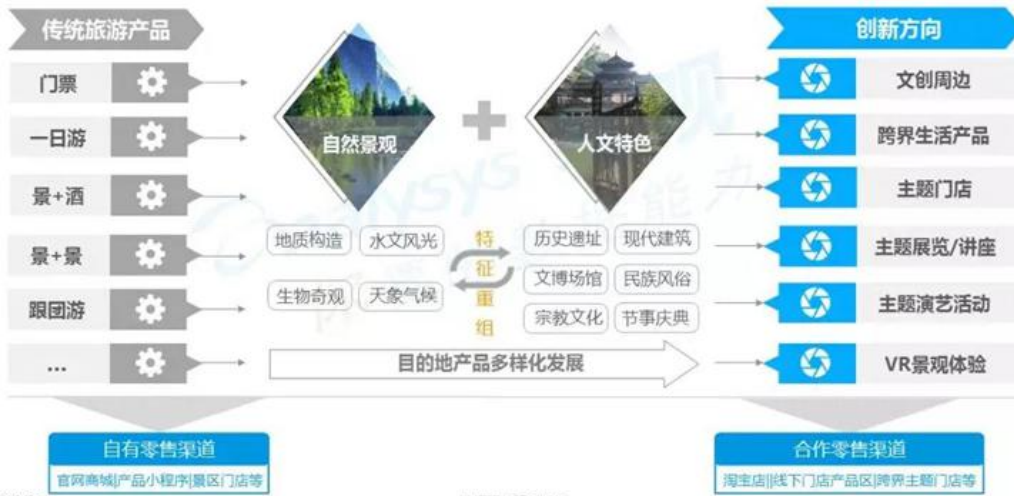 传统旅游产品
创新方向
门票
一日游
景+酒
景+景
跟团游
...
自然景观
人文特色
地质构造
水文风光
生物奇观
天象气候
特征重组
历史遗址
现代建筑
文博场馆
民族风俗
宗教文化
节事庆典
目的地产品多样化发展
文创周边
跨界生活产品
主题门店
主题展览/讲座
主题演艺活动
VR景观体验
自有零售渠道
官网商城|产品小程序|景区门店等
合作零售渠道
淘宝店||线下门店产品区|跨界主题门店等